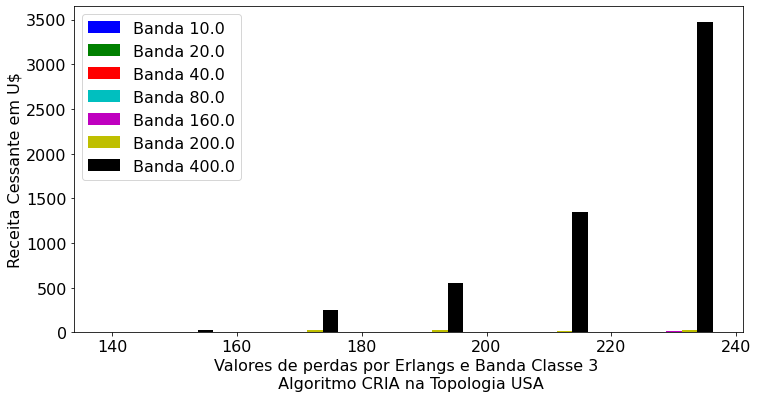 3500
3000
2500
2000
1500
1000
500
0
Receita Cessante em U$
Banda 10.0
Banda 20.0
Banda 40.0
Banda 80.0
Banda 160.0
Banda 200.0
Banda 400.0
140 160 180 200 220 240
Valores de perdas por Erlangs e Banda Classe 3
Algoritmo CRIA na Topologia USA